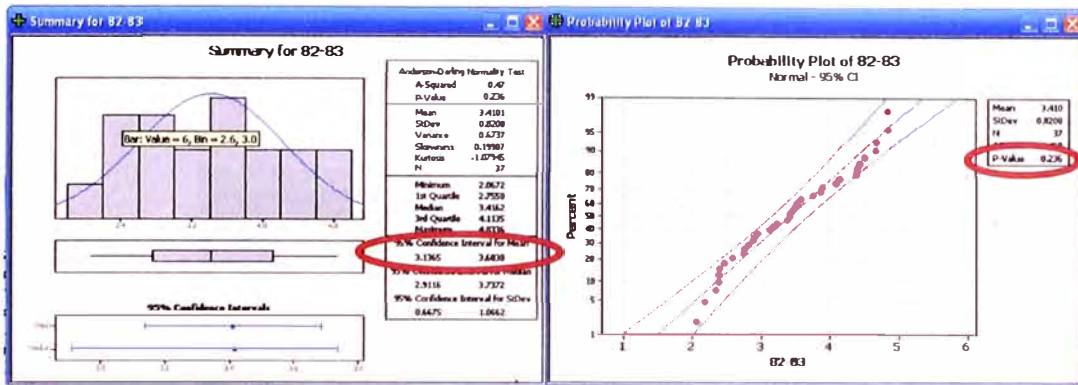 Summary for 82-83
Summary for 82-83
Bar: Value = 6, Bin = 2.6, 3.0
Anderson-Darling Normality Test
A-Squared 0.47
P-Value 0.236
Mean 3.4101
StDev 0.8208
Variance 0.6737
Skewness 0.19987
Kurtosis -1.07945
N 37
Minimum 2.0672
1st Quartile 2.7550
Median 3.4162
3rd Quartile 4.1135
Maximum 4.8336
95% Confidence Interval for Mean
3.1365 3.6838
95% Confidence Interval for Median
2.9116 3.7372
95% Confidence Interval for StDev
0.6675 1.0662
95% Confidence Intervals
Probability Plot of 82-83
Probability Plot of 82-83
Normal - 95% CI
Mean 3.410
StDev 0.8208
N 37
P-Value 0.236
Percent
99
95
90
80
70
60
50
40
30
20
10
5
1
1 2 3 4 5 6
82-83